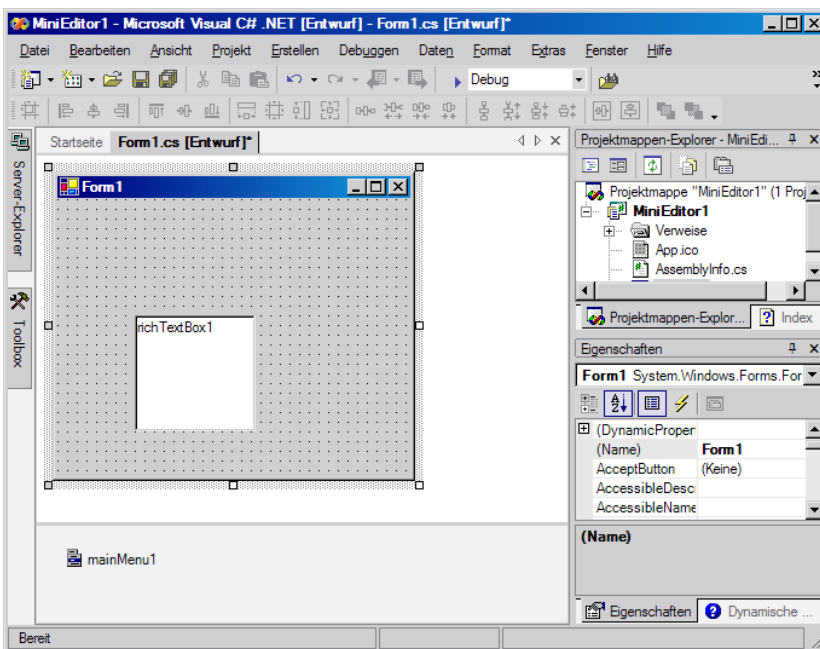 MiniEditor1 - Microsoft Visual C# .NET [Entwurf] - Form1.cs [Entwurf]*
Datei Bearbeiten Ansicht Projekt Erstellen Debuggen Daten Format Extras Fenster Hilfe
Debug
Server-Explorer
Toolbox
Startseite Form1.cs [Entwurf]*
Form1
richTextBox1
mainMenu1
Projektmappen-Explorer - MiniEdi...
Projektmappe "MiniEditor1" (1 Proj
MiniEditor1
Verweise
App.ico
AssemblyInfo.cs
Projektmappen-Explor... Index
Eigenschaften
Form1 System.Windows.Forms.For
(DynamicProper
(Name) Form1
AcceptButton (Keine)
AccessibleDesc
AccessibleName
(Name)
Eigenschaften Dynamische ...
Bereit